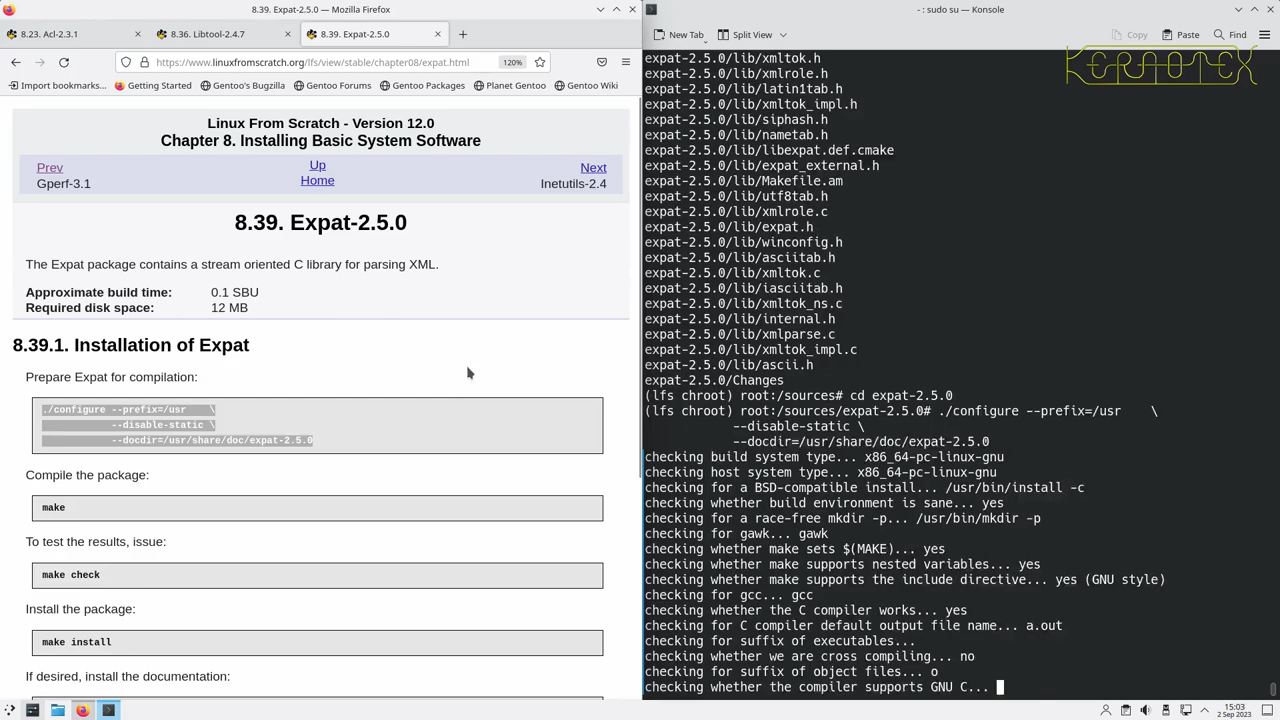 8.39. Expat-2.5.0 — Mozilla Firefox
8.23. Acl-2.3.1
8.36. Libtool-2.4.7
8.39. Expat-2.5.0
https://www.linuxfromscratch.org/lfs/view/stable/chapter08/expat.html
120%
Import bookmarks...
Getting Started
Gentoo's Bugzilla
Gentoo Forums
Gentoo Packages
Planet Gentoo
Gentoo Wiki
Linux From Scratch - Version 12.0
Chapter 8. Installing Basic System Software
Prev
Up
Next
Gperf-3.1
Home
Inetutils-2.4
8.39. Expat-2.5.0
The Expat package contains a stream oriented C library for parsing XML.
Approximate build time: 0.1 SBU
Required disk space: 12 MB
8.39.1. Installation of Expat
Prepare Expat for compilation:
./configure --prefix=/usr \
--disable-static \
--docdir=/usr/share/doc/expat-2.5.0
Compile the package:
make
To test the results, issue:
make check
Install the package:
make install
If desired, install the documentation:
- : sudo su — Konsole
New Tab
Split View
Copy
Paste
Find
KERNOTEX
expat-2.5.0/lib/xmltok.h
expat-2.5.0/lib/xmlrole.h
expat-2.5.0/lib/latin1tab.h
expat-2.5.0/lib/xmltok_impl.h
expat-2.5.0/lib/siphash.h
expat-2.5.0/lib/nametab.h
expat-2.5.0/lib/libexpat.def.cmake
expat-2.5.0/lib/expat_external.h
expat-2.5.0/lib/Makefile.am
expat-2.5.0/lib/utf8tab.h
expat-2.5.0/lib/xmlrole.c
expat-2.5.0/lib/expat.h
expat-2.5.0/lib/winconfig.h
expat-2.5.0/lib/asciitab.h
expat-2.5.0/lib/xmltok.c
expat-2.5.0/lib/iasciitab.h
expat-2.5.0/lib/xmltok_ns.c
expat-2.5.0/lib/internal.h
expat-2.5.0/lib/xmlparse.c
expat-2.5.0/lib/xmltok_impl.c
expat-2.5.0/lib/ascii.h
expat-2.5.0/Changes
(lfs chroot) root:/sources# cd expat-2.5.0
(lfs chroot) root:/sources/expat-2.5.0# ./configure --prefix=/usr \
--disable-static \
--docdir=/usr/share/doc/expat-2.5.0
checking build system type... x86_64-pc-linux-gnu
checking host system type... x86_64-pc-linux-gnu
checking for a BSD-compatible install... /usr/bin/install -c
checking whether build environment is sane... yes
checking for a race-free mkdir -p... /usr/bin/mkdir -p
checking for gawk... gawk
checking whether make sets $(MAKE)... yes
checking whether make supports nested variables... yes
checking whether make supports the include directive... yes (GNU style)
checking for gcc... gcc
checking whether the C compiler works... yes
checking for C compiler default output file name... a.out
checking for suffix of executables...
checking whether we are cross compiling... no
checking for suffix of object files... o
checking whether the compiler supports GNU C...
15:03
2 Sep 2023